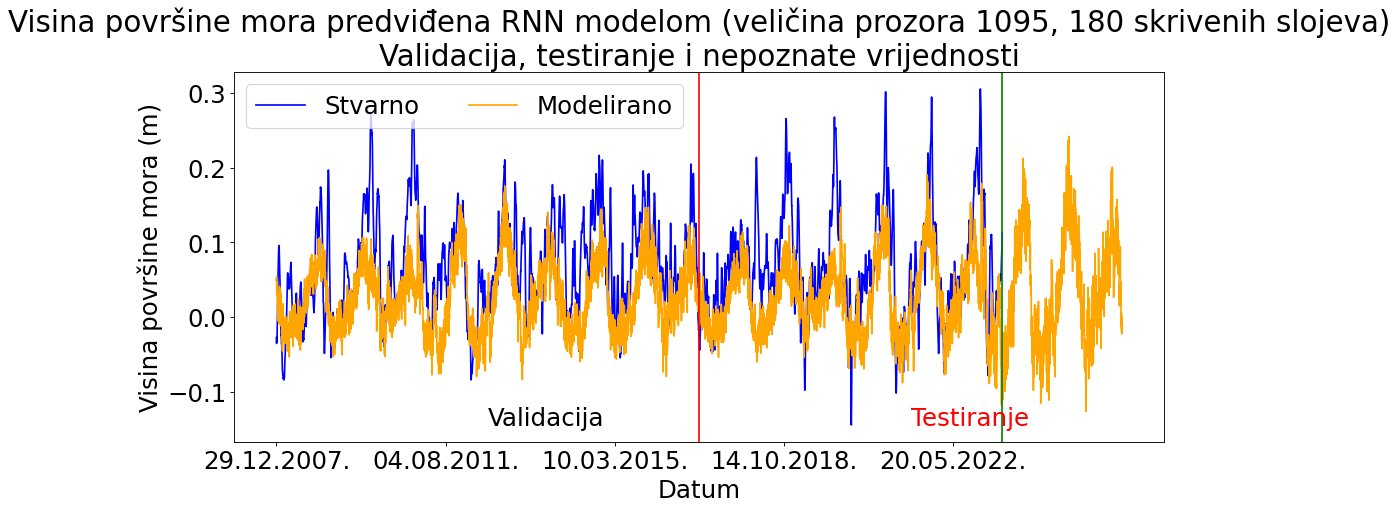 Visina površine mora predviđena RNN modelom (veličina prozora 1095, 180 skrivenih slojeva)
Validacija, testiranje i nepoznate vrijednosti
Stvarno Modelirano
Visina površine mora (m)
0.3
0.2
0.1
0.0
−0.1
Validacija Testiranje
29.12.2007. 04.08.2011. 10.03.2015. 14.10.2018. 20.05.2022.
Datum